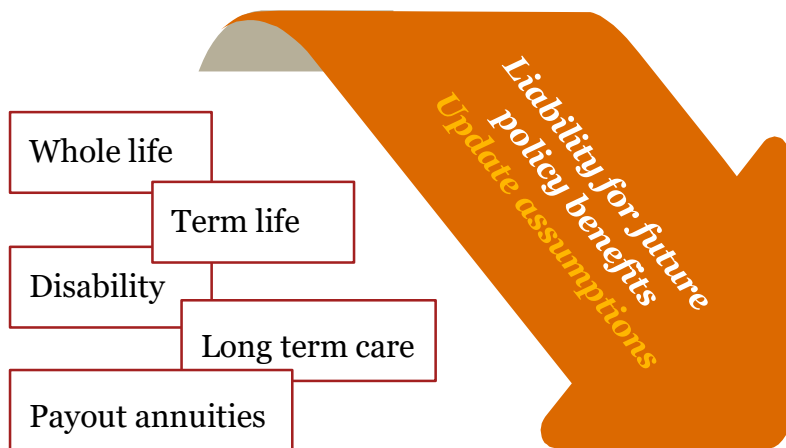 Whole life
Term life
Disability
Long term care
Payout annuities
Liability for future
policy benefits
Update assumptions